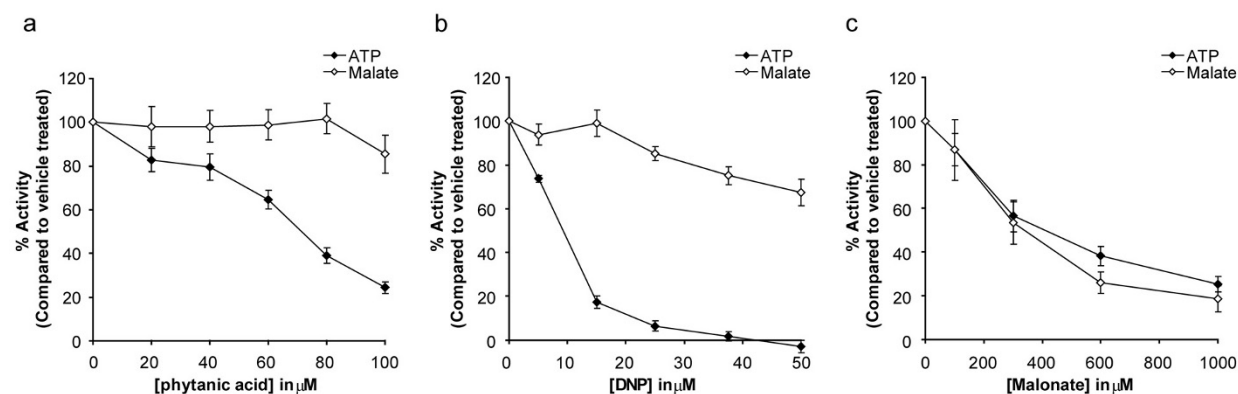 a
ATP
Malate
% Activity
(Compared to vehicle treated)
120
100
80
60
40
20
0
0 20 40 60 80 100
[phytanic acid] in µM
b
ATP
Malate
% Activity
(Compared to vehicle treated)
120
100
80
60
40
20
0
0 10 20 30 40 50
[DNP] in µM
c
ATP
Malate
% Activity
(Compared to vehicle treated)
120
100
80
60
40
20
0
0 200 400 600 800 1000
[Malonate] in µM